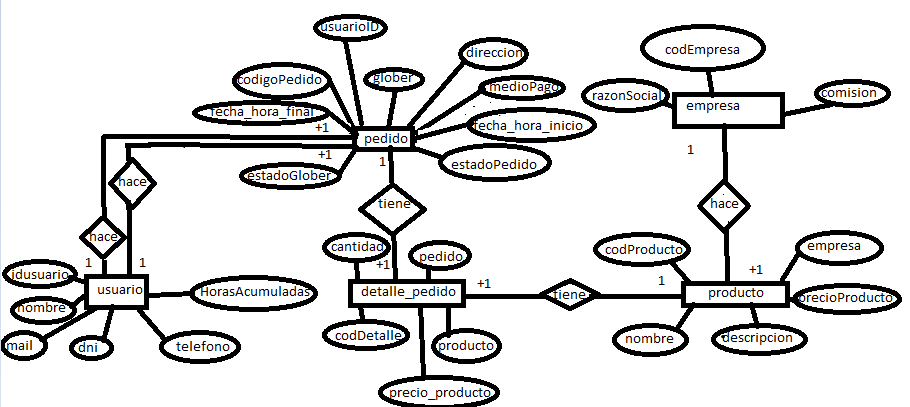 usuarioID
codEmpresa
direccion
codigoPedido
glober
medioPago
razonSocial
empresa
comision
fecha_hora_final
fecha_hora_inicio
+1
pedido
+1
1
estadoGlober
estadoPedido
1
hace
tiene
hace
hace
cantidad
pedido
codProducto
empresa
1
1
+1
+1
idusuario
usuario
HorasAcumuladas
detalle_pedido
+1
tiene
1
producto
precioProducto
nombre
mail
dni
telefono
codDetalle
producto
nombre
descripcion
precio_producto